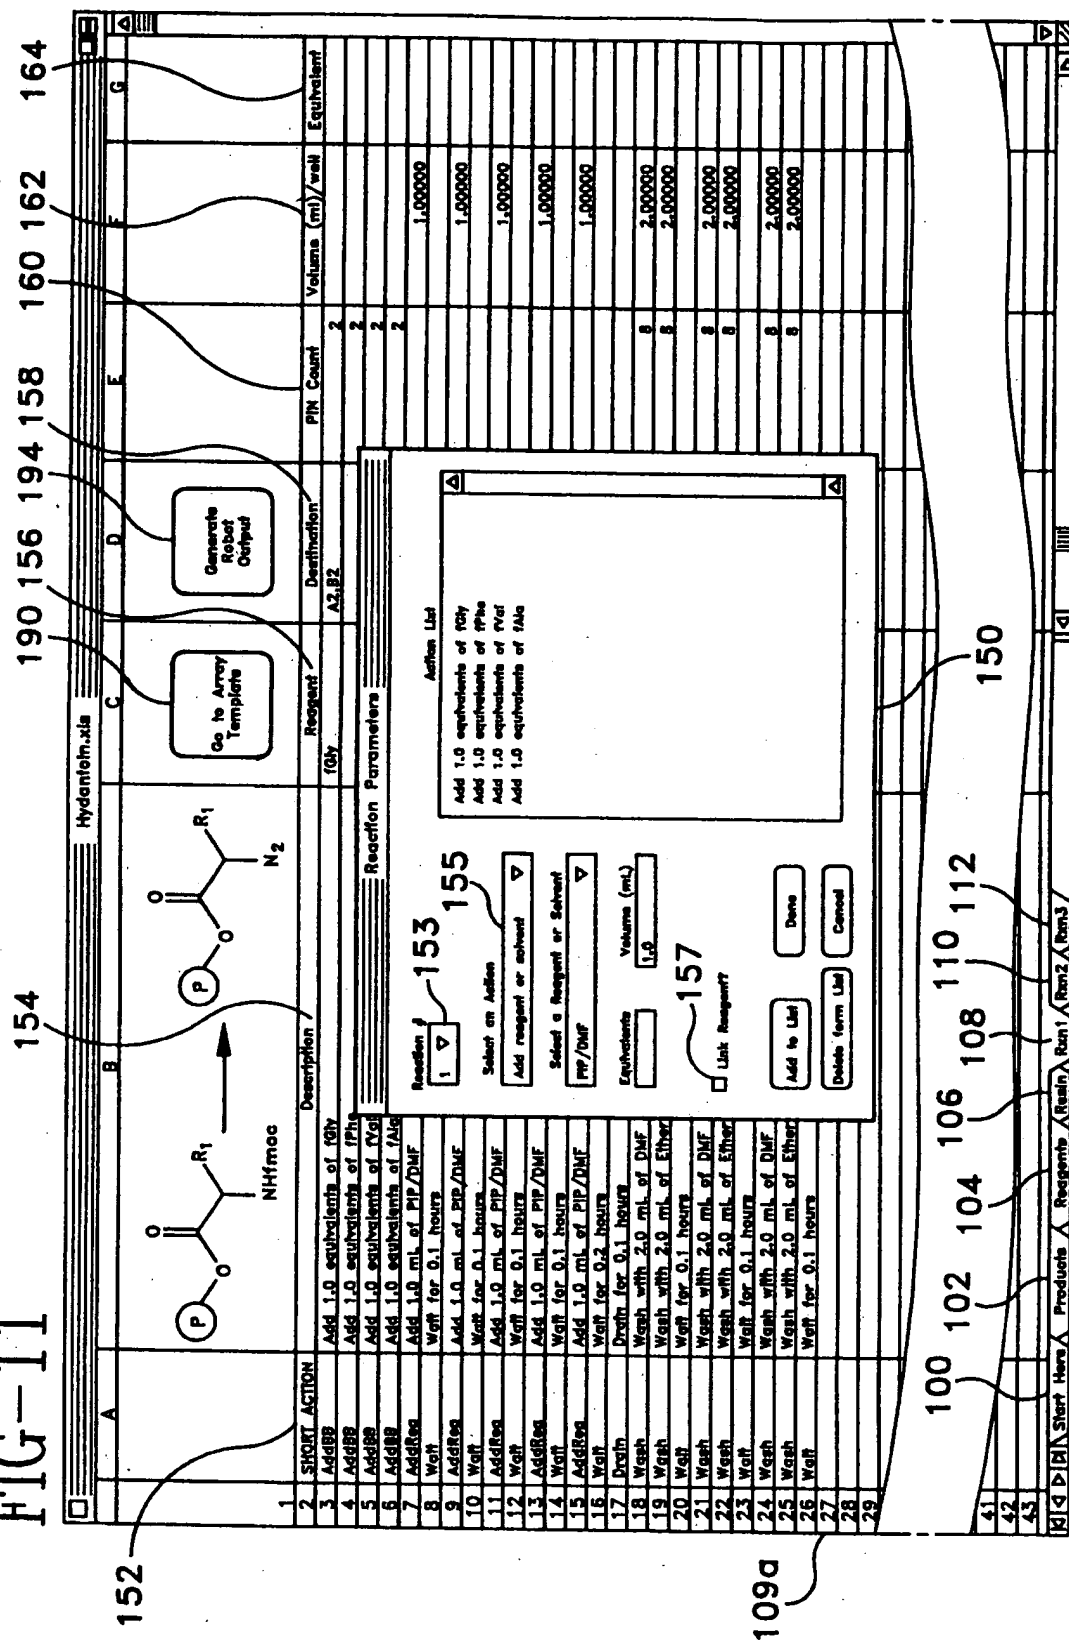 FIG-11
154
190 156 194 158 160 162 164
152
Hydantoin.xls
A B C D E F G
1
P O O R1 NHfmoc
P O O R1 N2
Go to Array Template
Generate Robot Output
2 SHORT ACTION Description Reagent Destination PIN Count Volume (ml)/well Equivalent
3 AddBB Add 1.0 equivalents of fGly fGly A2,B2 2
4 AddBB Add 1.0 equivalents of fPhe 2
5 AddBB Add 1.0 equivalents of fVal 2
6 AddBB Add 1.0 equivalents of fAla 2
7 AddReg Add 1.0 mL of PIP/DMF 1.00000
8 Wait Wait for 0.1 hours
9 AddReg Add 1.0 mL of PIP/DMF 1.00000
10 Wait Wait for 0.1 hours
11 AddReg Add 1.0 mL of PIP/DMF 1.00000
12 Wait Wait for 0.1 hours
13 AddReg Add 1.0 mL of PIP/DMF 1.00000
14 Wait Wait for 0.1 hours
15 AddReg Add 1.0 mL of PIP/DMF 1.00000
16 Wait Wait for 0.2 hours
17 Drain Drain for 0.1 hours
18 Wash Wash with 2.0 mL of DMF 8 2.00000
19 Wash Wash with 2.0 mL of Ether 8 2.00000
20 Wait Wait for 0.1 hours
21 Wash Wash with 2.0 mL of DMF 8 2.00000
22 Wash Wash with 2.0 mL of Ether 8 2.00000
23 Wait Wait for 0.1 hours
24 Wash Wash with 2.0 mL of DMF 8 2.00000
25 Wash Wash with 2.0 mL of Ether 8 2.00000
26 Wait Wait for 0.1 hours
27
28
29
41
42
43
Reaction Parameters
Reaction #
1
153
Select an Action
155
Add reagent or solvent
Select a Reagent or Solvent
PIP/DMF
Equivalents Volume (mL)
1.0
157
Link Reagent?
Add to List Done
Delete form List Cancel
Action List
Add 1.0 equivalents of fGly
Add 1.0 equivalents of fPhe
Add 1.0 equivalents of fVal
Add 1.0 equivalents of fAla
150
109a
100 102 104 106 108 110 112
Start Here Products Reagents Resin Rxn1 Rxn2 Rxn3